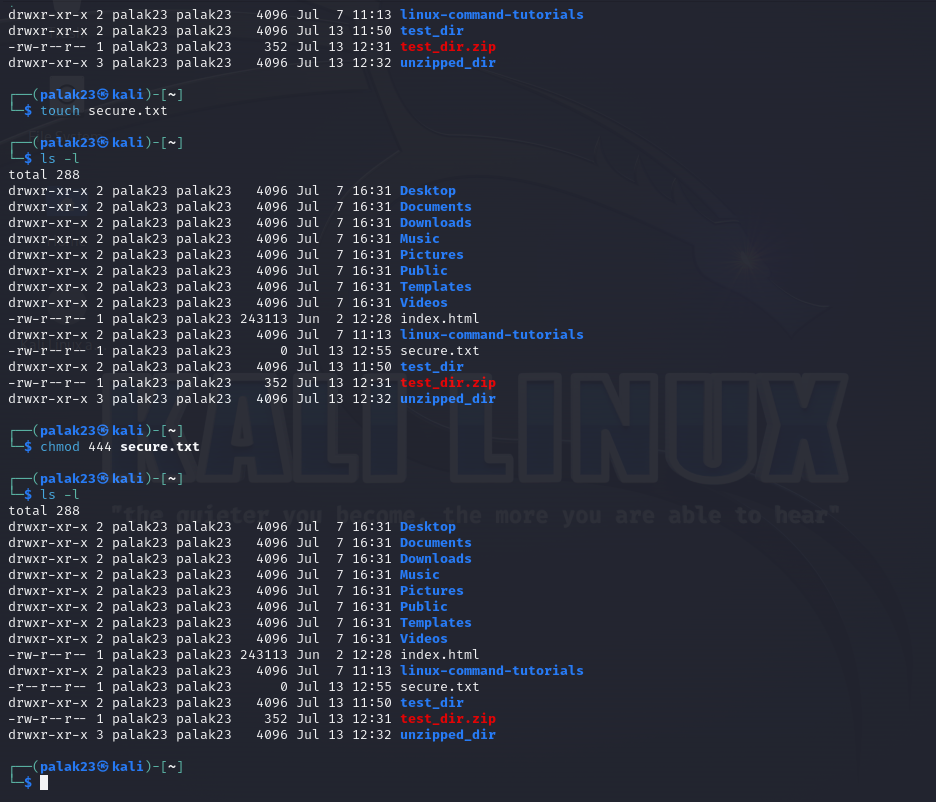 drwxr-xr-x 2 palak23 palak23   4096 Jul  7 11:13 linux-command-tutorials
drwxr-xr-x 2 palak23 palak23   4096 Jul 13 11:50 test_dir
-rw-r--r-- 1 palak23 palak23    352 Jul 13 12:31 test_dir.zip
drwxr-xr-x 3 palak23 palak23   4096 Jul 13 12:32 unzipped_dir
┌──(palak23㉿kali)-[~]
└─$ touch secure.txt
┌──(palak23㉿kali)-[~]
└─$ ls -l
total 288
drwxr-xr-x 2 palak23 palak23   4096 Jul  7 16:31 Desktop
drwxr-xr-x 2 palak23 palak23   4096 Jul  7 16:31 Documents
drwxr-xr-x 2 palak23 palak23   4096 Jul  7 16:31 Downloads
drwxr-xr-x 2 palak23 palak23   4096 Jul  7 16:31 Music
drwxr-xr-x 2 palak23 palak23   4096 Jul  7 16:31 Pictures
drwxr-xr-x 2 palak23 palak23   4096 Jul  7 16:31 Public
drwxr-xr-x 2 palak23 palak23   4096 Jul  7 16:31 Templates
drwxr-xr-x 2 palak23 palak23   4096 Jul  7 16:31 Videos
-rw-r--r-- 1 palak23 palak23 243113 Jun  2 12:28 index.html
drwxr-xr-x 2 palak23 palak23   4096 Jul  7 11:13 linux-command-tutorials
-rw-r--r-- 1 palak23 palak23      0 Jul 13 12:55 secure.txt
drwxr-xr-x 2 palak23 palak23   4096 Jul 13 11:50 test_dir
-rw-r--r-- 1 palak23 palak23    352 Jul 13 12:31 test_dir.zip
drwxr-xr-x 3 palak23 palak23   4096 Jul 13 12:32 unzipped_dir
┌──(palak23㉿kali)-[~]
└─$ chmod 444 secure.txt
KALI LINUX
┌──(palak23㉿kali)-[~]
└─$ ls -l
total 288
"the quieter you become, the more you are able to hear"
drwxr-xr-x 2 palak23 palak23   4096 Jul  7 16:31 Desktop
drwxr-xr-x 2 palak23 palak23   4096 Jul  7 16:31 Documents
drwxr-xr-x 2 palak23 palak23   4096 Jul  7 16:31 Downloads
drwxr-xr-x 2 palak23 palak23   4096 Jul  7 16:31 Music
drwxr-xr-x 2 palak23 palak23   4096 Jul  7 16:31 Pictures
drwxr-xr-x 2 palak23 palak23   4096 Jul  7 16:31 Public
drwxr-xr-x 2 palak23 palak23   4096 Jul  7 16:31 Templates
drwxr-xr-x 2 palak23 palak23   4096 Jul  7 16:31 Videos
-rw-r--r-- 1 palak23 palak23 243113 Jun  2 12:28 index.html
drwxr-xr-x 2 palak23 palak23   4096 Jul  7 11:13 linux-command-tutorials
-r--r--r-- 1 palak23 palak23      0 Jul 13 12:55 secure.txt
drwxr-xr-x 2 palak23 palak23   4096 Jul 13 11:50 test_dir
-rw-r--r-- 1 palak23 palak23    352 Jul 13 12:31 test_dir.zip
drwxr-xr-x 3 palak23 palak23   4096 Jul 13 12:32 unzipped_dir
┌──(palak23㉿kali)-[~]
└─$